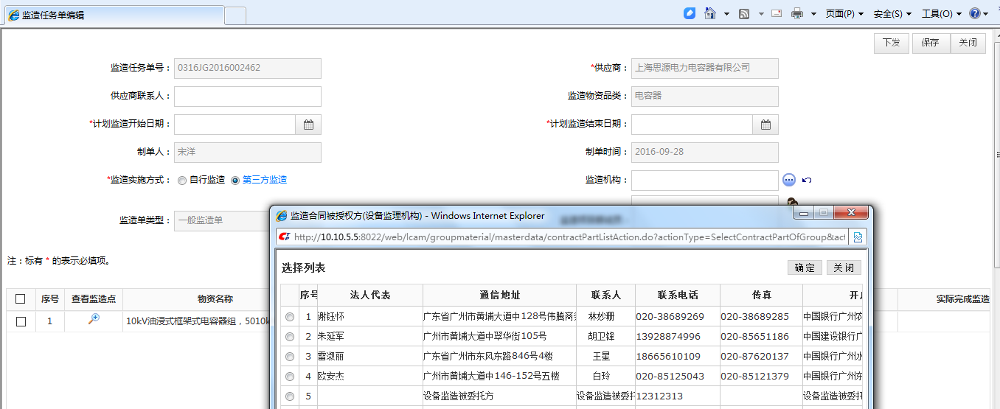 监造任务单编辑
页面(P) 安全(S) 工具(O)
下发 保存 关闭
监造任务单号： 0316JG2016002462 *供应商： 上海思源电力电容器有限公司
供应商联系人： 监造物资品类： 电容器
*计划监造开始日期： *计划监造结束日期：
制单人： 宋洋 制单时间： 2016-09-28
*监造实施方式： 自行监造 第三方监造 监造机构：
监造单类型： 一般监造单
注：标有 * 的表示必填项。
序号 查看监造点 物资名称 实际完成监造
1 10kV油浸式框架式电容器组，5010k
监造合同被授权方(设备监理机构) - Windows Internet Explorer
http://10.10.5.5:8022/web/lcam/groupmaterial/masterdata/contractPartListAction.do?actionType=SelectContractPartOfGroup&act
选择列表 确定 关闭
序号 法人代表 通信地址 联系人 联系电话 传真 开
1 谢钰怀 广东省广州市黄埔大道中128号伟腾商 林妙珊 020-38689269 020-38689285 中国银行广州农
2 朱延军 广州市黄埔大道中翠华街105号 胡卫锋 13928874996 020-85651186 中国建设银行广
3 雷淑丽 广东省广州市东风东路846号4楼 王星 18665610109 020-87620137 中国银行广州水
4 欧安杰 广州市黄埔大道中146-152号五楼 白玲 020-85125043 020-85121379 中国银行广州东
5 设备监造被委托方 设备监造被委托 12312313 设备监造被委托